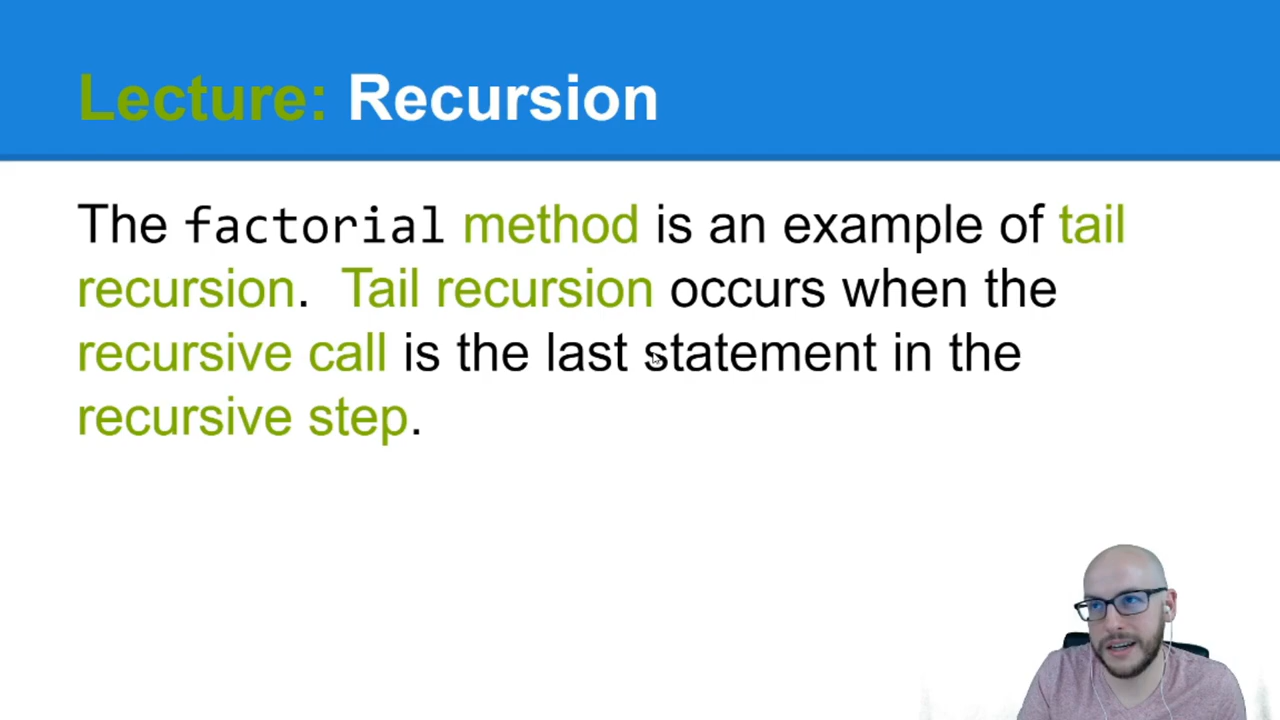 Lecture: Recursion
The factorial method is an example of tail
recursion. Tail recursion occurs when the
recursive call is the last statement in the
recursive step.